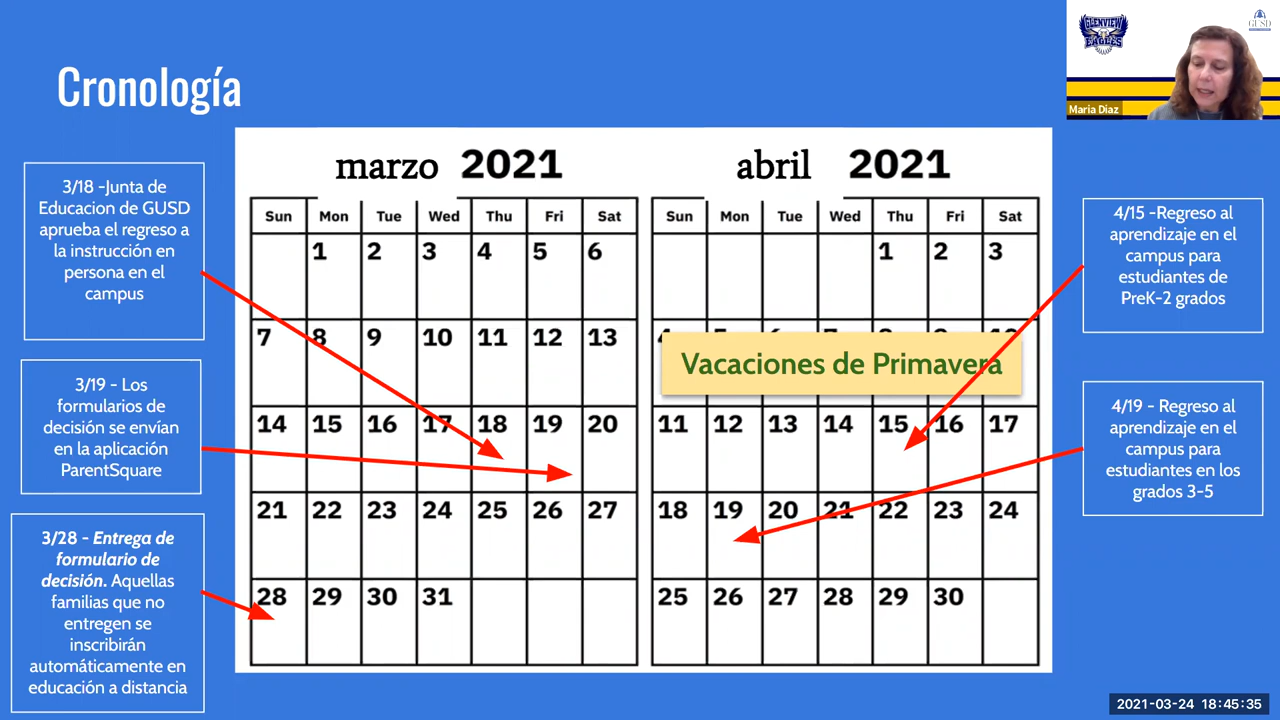 GLENVIEW
EAGLES
GUSD
Maria Diaz
Cronología
3/18 -Junta de
Educacion de GUSD
aprueba el regreso a
la instrucción en
persona en el
campus
3/19 - Los
formularios de
decisión se envían
en la aplicación
ParentSquare
3/28 - Entrega de
formulario de
decisión. Aquellas
familias que no
entregen se
inscribirán
automáticamente en
educación a distancia
marzo 2021
Sun Mon Tue Wed Thu Fri Sat
1 2 3 4 5 6
7 8 9 10 11 12 13
14 15 16 17 18 19 20
21 22 23 24 25 26 27
28 29 30 31
abril 2021
Sun Mon Tue Wed Thu Fri Sat
1 2 3
4 5 6 7 8 9 10
Vacaciones de Primavera
11 12 13 14 15 16 17
18 19 20 21 22 23 24
25 26 27 28 29 30
4/15 -Regreso al
aprendizaje en el
campus para
estudiantes de
PreK-2 grados
4/19 - Regreso al
aprendizaje en el
campus para
estudiantes en los
grados 3-5
2021-03-24 18:45:35